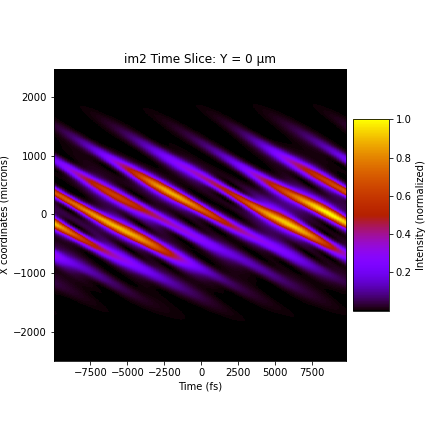 im2 Time Slice: Y = 0 μm
2000
1000
0
−1000
−2000
X coordinates (microns)
−7500 −5000 −2500 0 2500 5000 7500
Time (fs)
1.0
0.8
0.6
0.4
0.2
Intensity (normalized)